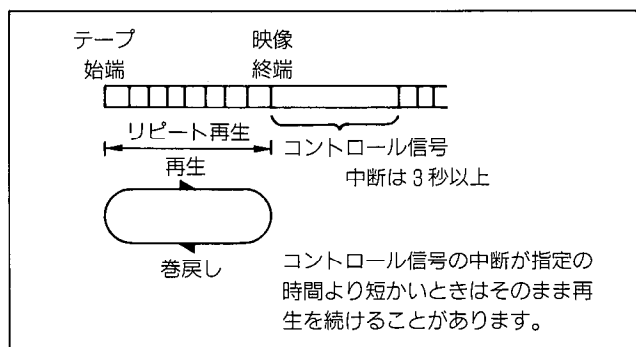 テープ
始端
映像
終端
リピート再生
再生
巻戻し
コントロール信号
中断は3秒以上
コントロール信号の中断が指定の
時間より短かいときはそのまま再
生を続けることがあります。